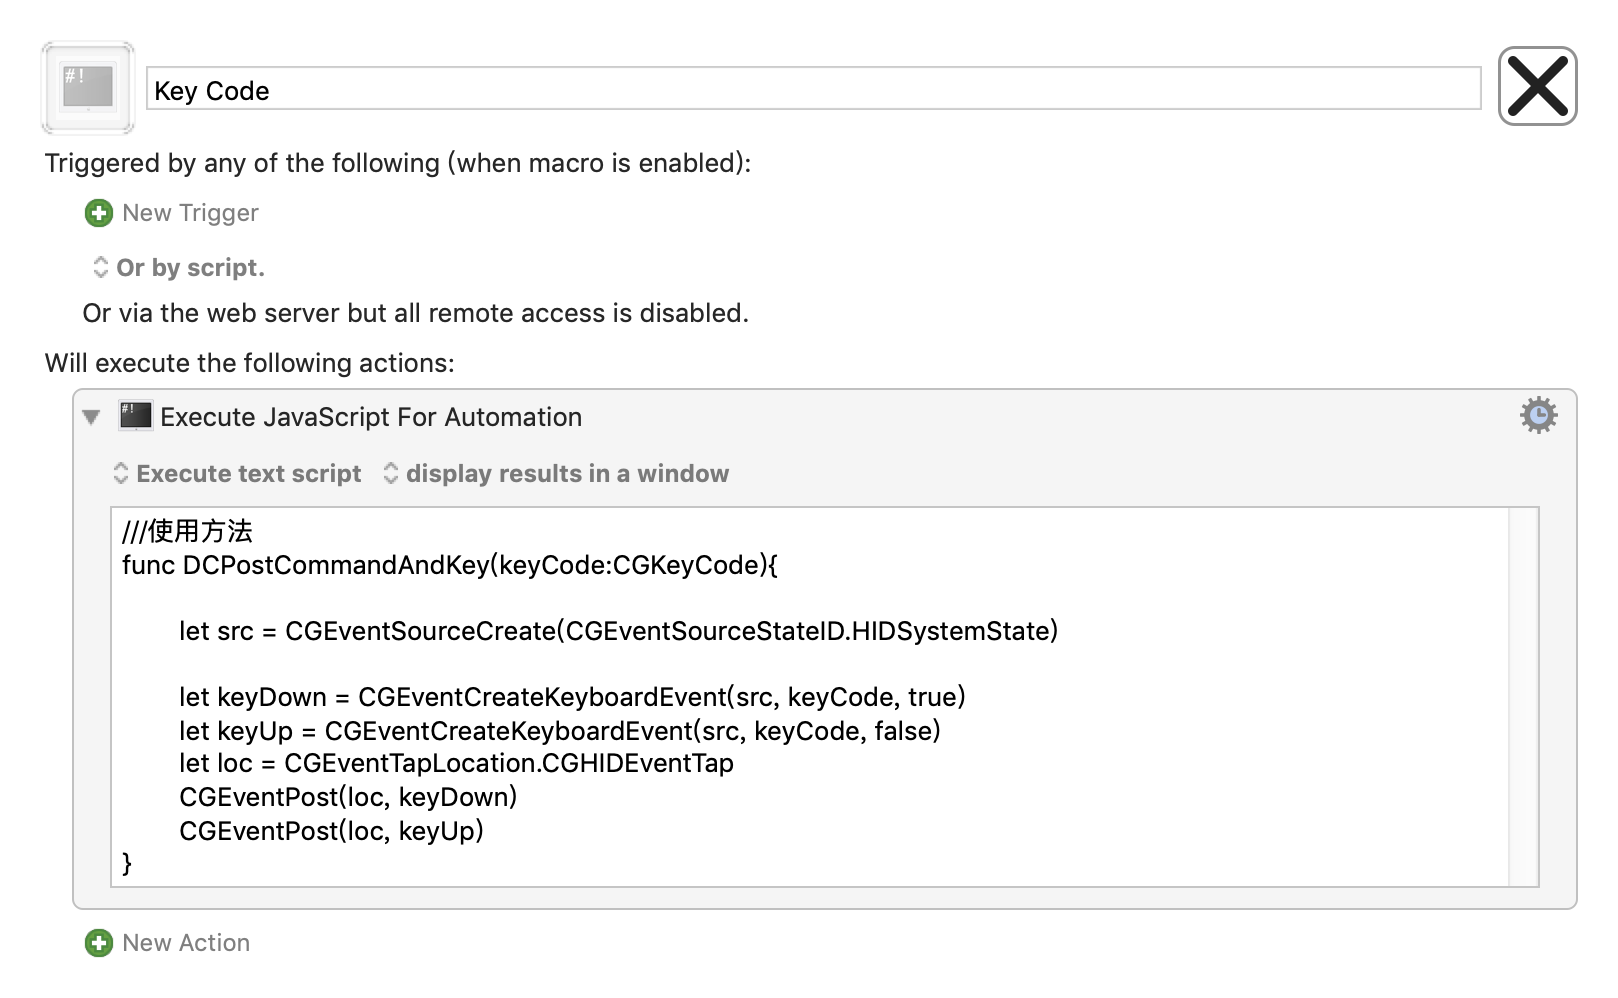 #!
Key Code
Triggered by any of the following (when macro is enabled):
New Trigger
Or by script.
Or via the web server but all remote access is disabled.
Will execute the following actions:
#! Execute JavaScript For Automation
Execute text script display results in a window
///使用方法
func DCPostCommandAndKey(keyCode:CGKeyCode){
let src = CGEventSourceCreate(CGEventSourceStateID.HIDSystemState)
let keyDown = CGEventCreateKeyboardEvent(src, keyCode, true)
let keyUp = CGEventCreateKeyboardEvent(src, keyCode, false)
let loc = CGEventTapLocation.CGHIDEventTap
CGEventPost(loc, keyDown)
CGEventPost(loc, keyUp)
}
New Action